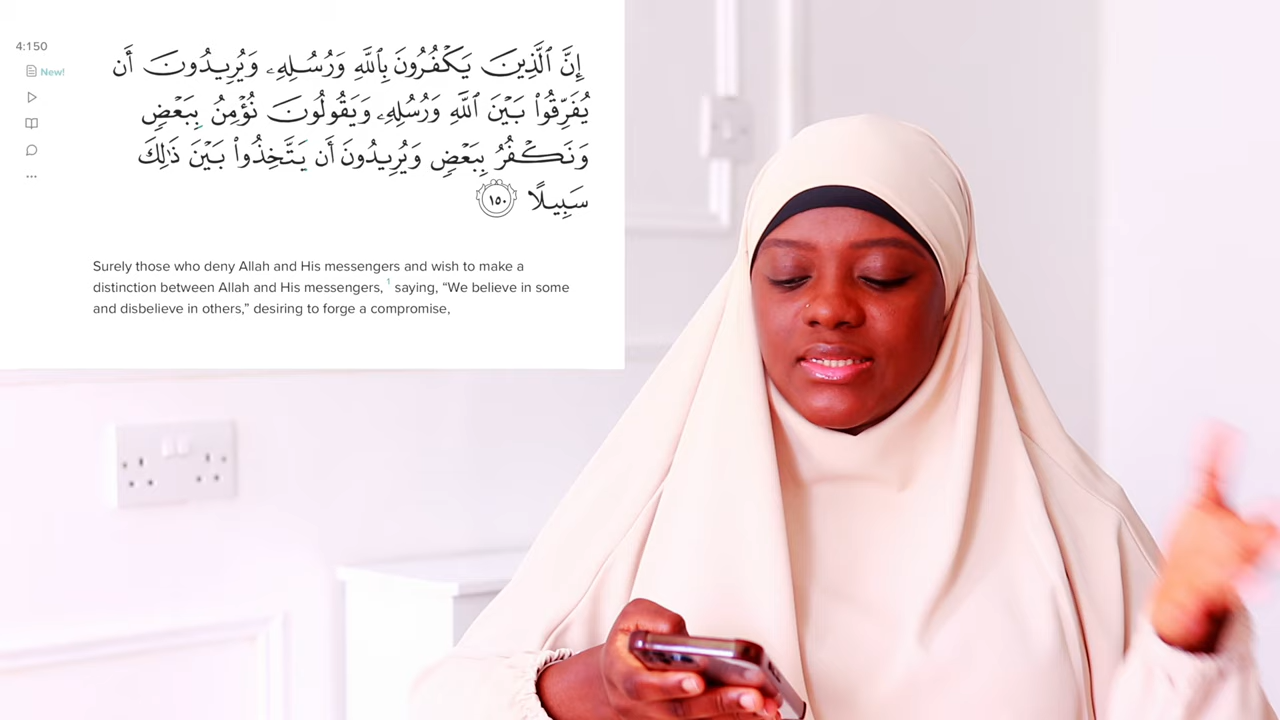 4:150
New!
إِنَّ ٱلَّذِينَ يَكۡفُرُونَ بِٱللَّهِ وَرُسُلِهِۦ وَيُرِيدُونَ أَن
يُفَرِّقُواْ بَيۡنَ ٱللَّهِ وَرُسُلِهِۦ وَيَقُولُونَ نُؤۡمِنُ بِبَعۡضٖ
وَنَكۡفُرُ بِبَعۡضٖ وَيُرِيدُونَ أَن يَتَّخِذُواْ بَيۡنَ ذَٰلِكَ
سَبِيلًا ١٥٠
Surely those who deny Allah and His messengers and wish to make a
distinction between Allah and His messengers, 1 saying, “We believe in some
and disbelieve in others,” desiring to forge a compromise,